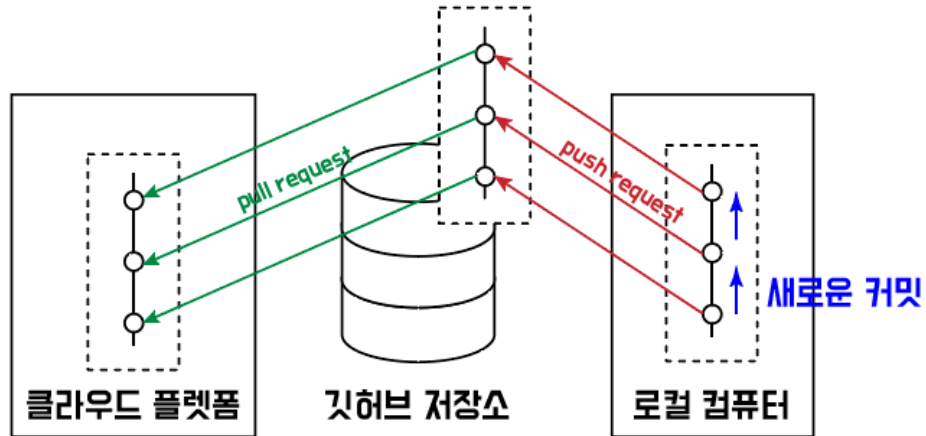 pull request
push request
새로운 커밋
클라우드 플렛폼
깃허브 저장소
로컬 컴퓨터